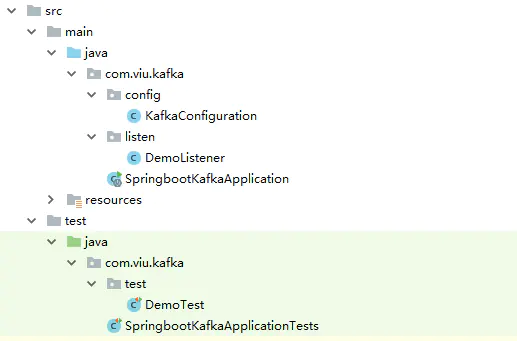 src
main
java
com.viu.kafka
config
KafkaConfiguration
listen
DemoListener
SpringbootKafkaApplication
resources
test
java
com.viu.kafka
test
DemoTest
SpringbootKafkaApplicationTests